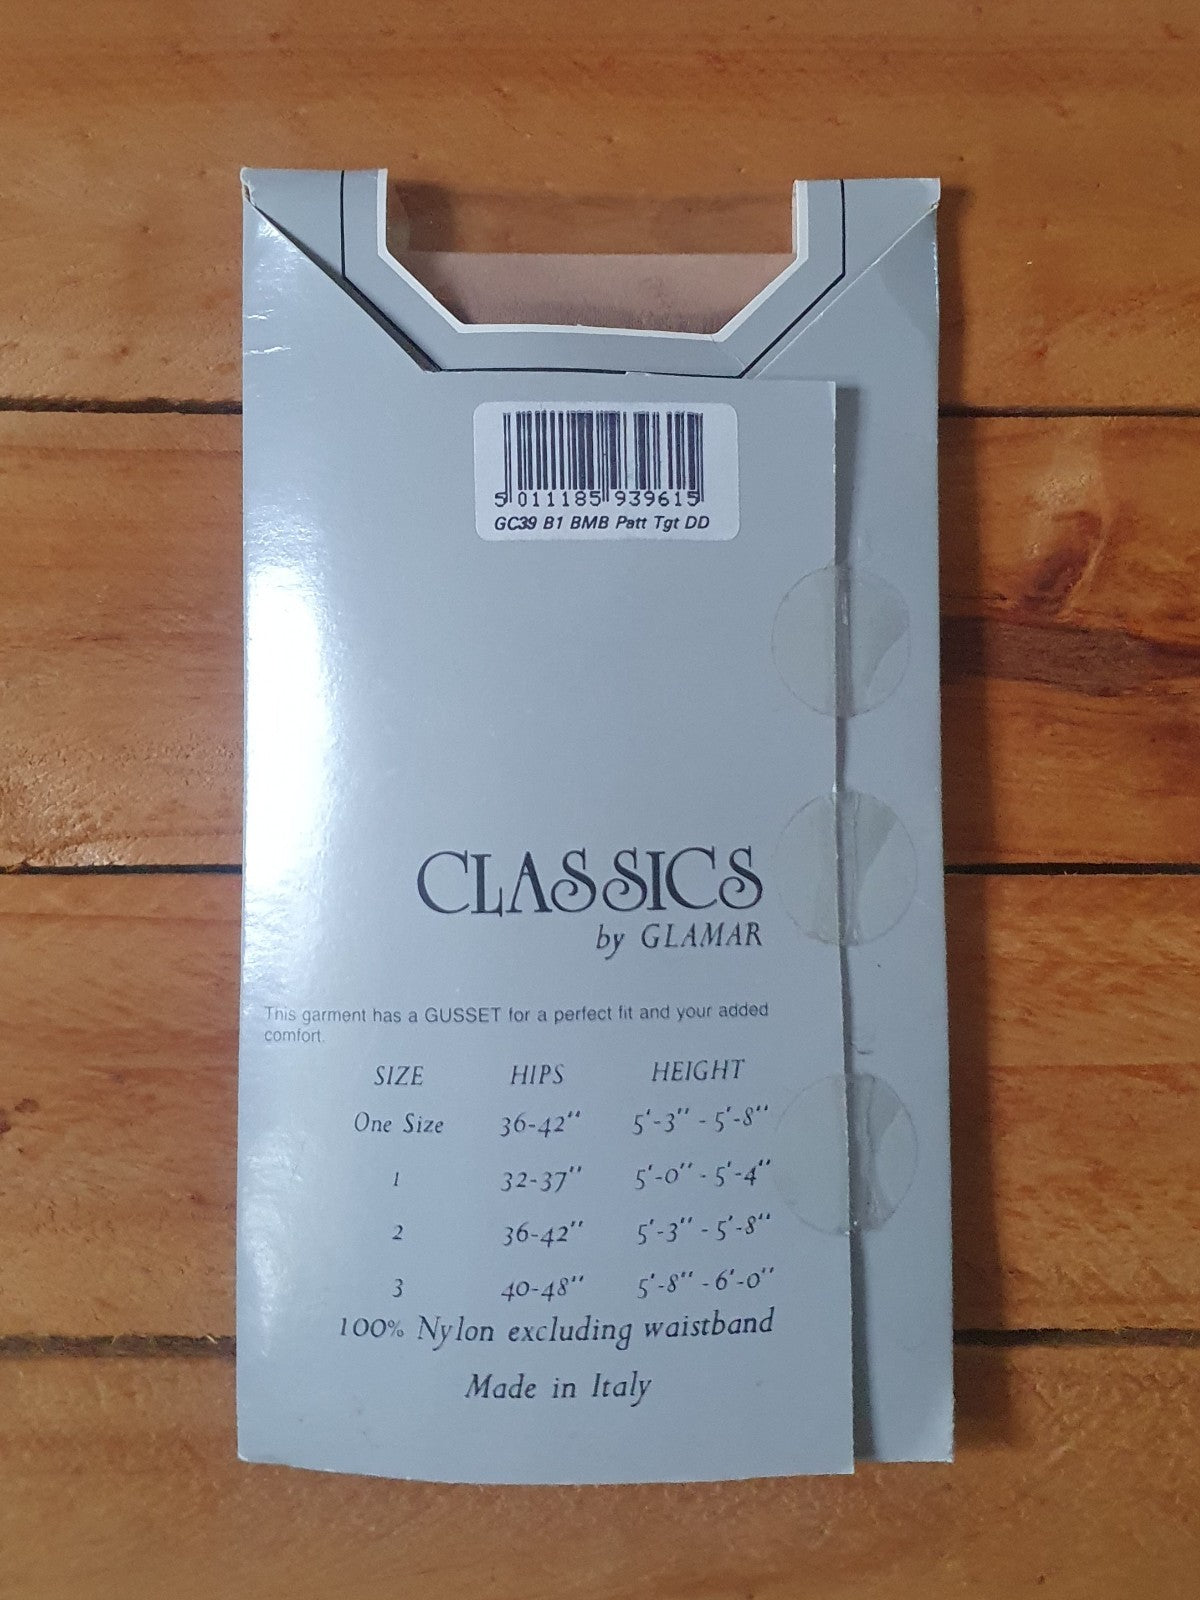 5 011185 939615
GC39 B1 BMB Patt Tgt DD
CLASSICS
by GLAMAR
This garment has a GUSSET for a perfect fit and your added
comfort.
SIZE HIPS HEIGHT
One Size 36-42" 5'-3" - 5'-8"
1 32-37" 5'-0" - 5'-4"
2 36-42" 5'-3" - 5'-8"
3 40-48" 5'-8" - 6'-0"
100% Nylon excluding waistband
Made in Italy